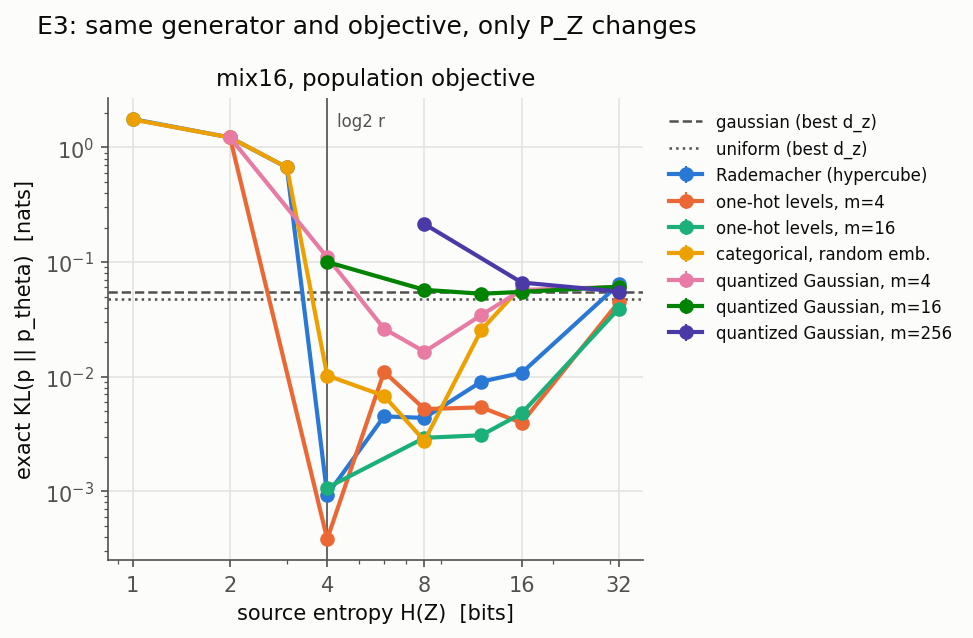 E3: same generator and objective, only P_Z changes
mix16, population objective
log2 r
10⁰
10⁻¹
10⁻²
10⁻³
exact KL(p || p_theta) [nats]
1 2 4 8 16 32
source entropy H(Z) [bits]
gaussian (best d_z)
uniform (best d_z)
Rademacher (hypercube)
one-hot levels, m=4
one-hot levels, m=16
categorical, random emb.
quantized Gaussian, m=4
quantized Gaussian, m=16
quantized Gaussian, m=256